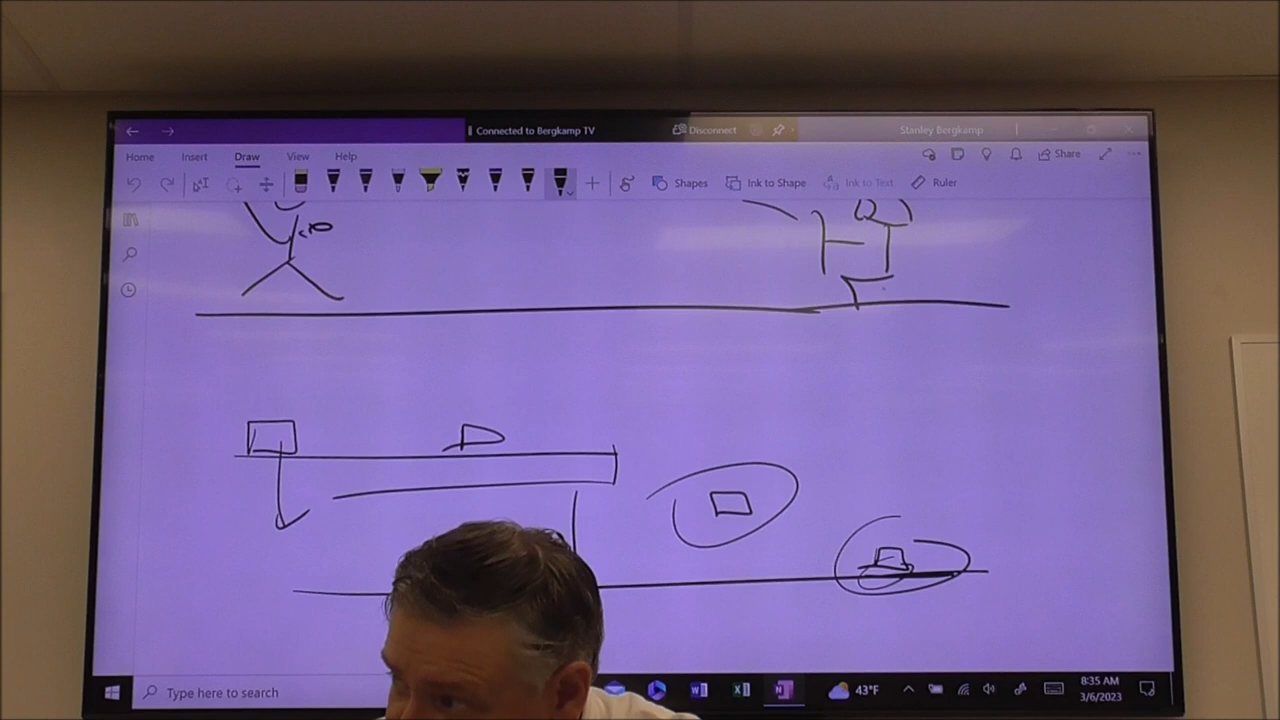 Connected to Bergkamp TV
Disconnect
Stanley Bergkamp
Home Insert Draw View Help
Share
Shapes
Ink to Shape
Ink to Text
Ruler
Type here to search
43°F
8:35 AM
3/6/2023